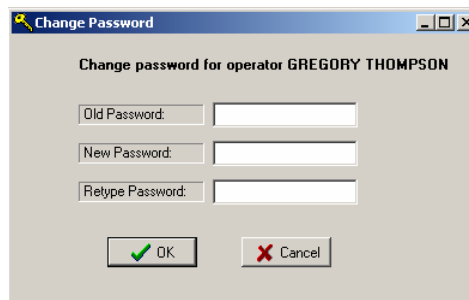 Change Password
Change password for operator GREGORY THOMPSON
Old Password:
New Password:
Retype Password:
OK Cancel